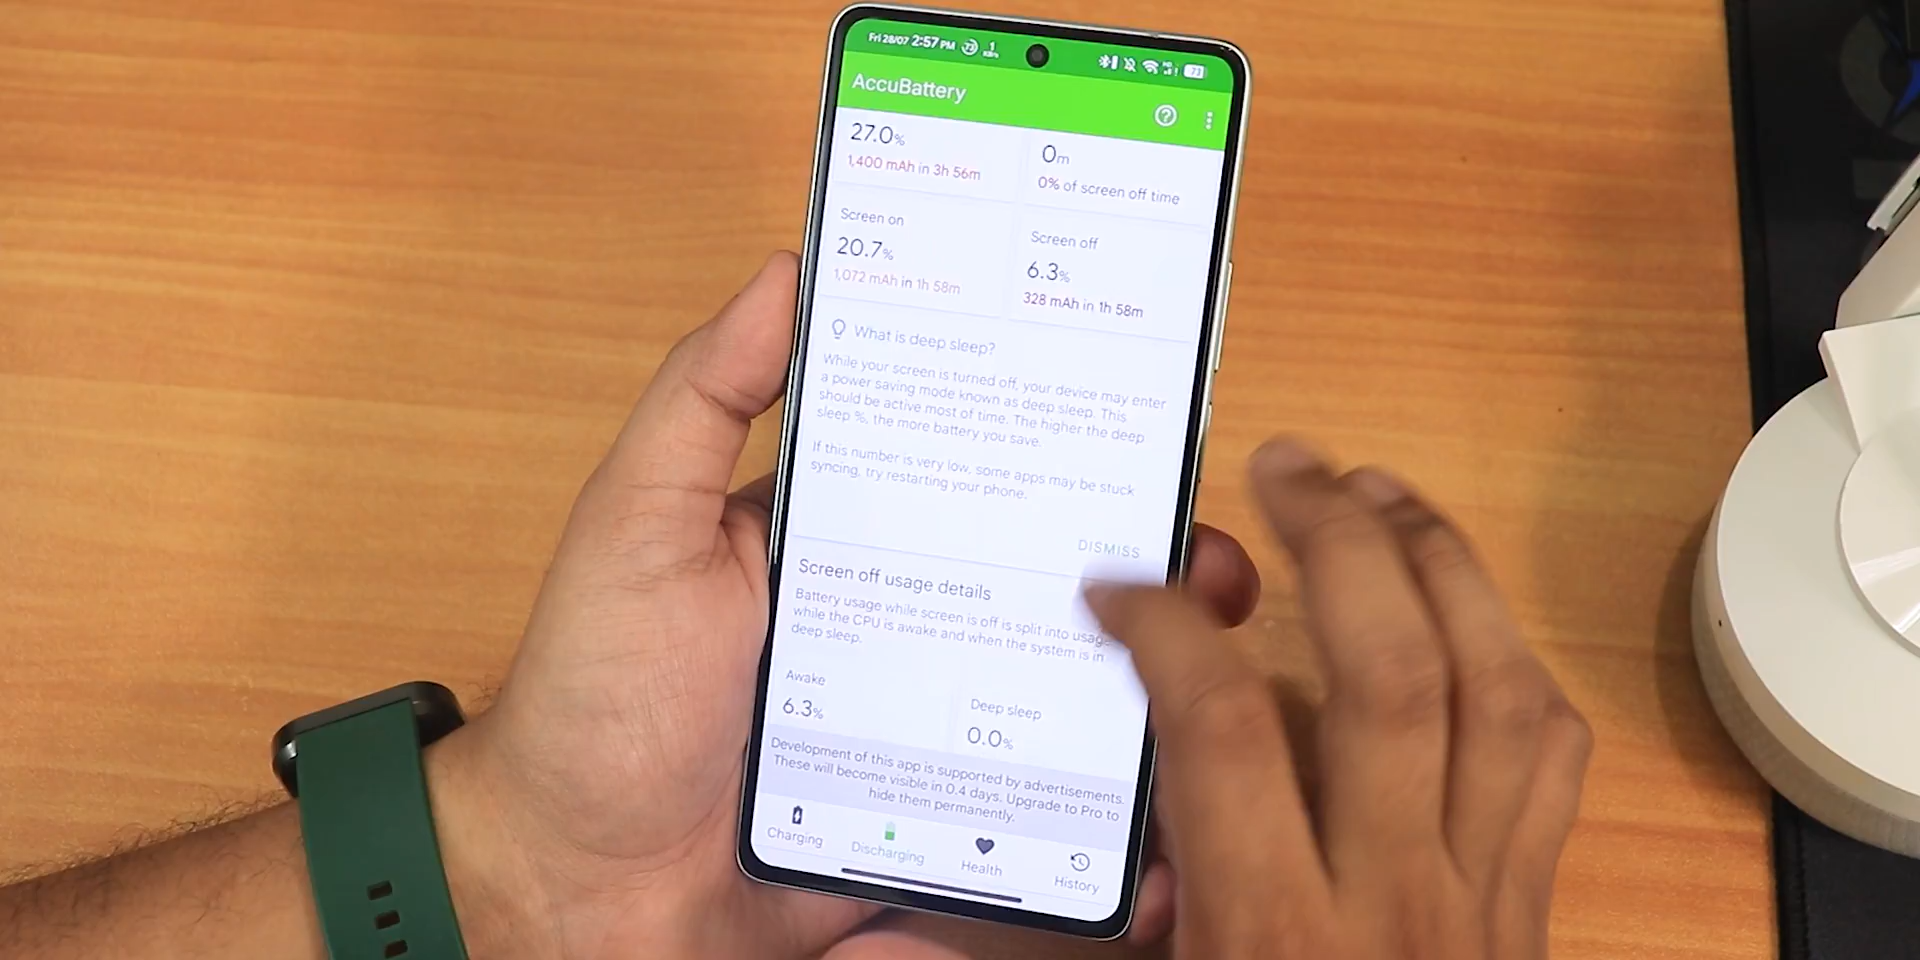 Fri 28/07 2:57 PM 73 1 KB/s 73
AccuBattery
27.0%
1,400 mAh in 3h 56m
0m
0% of screen off time
Screen on
20.7%
1,072 mAh in 1h 58m
Screen off
6.3%
328 mAh in 1h 58m
What is deep sleep?
While your screen is turned off, your device may enter
a power saving mode known as deep sleep. This
should be active most of time. The higher the deep
sleep %, the more battery you save.
If this number is very low, some apps may be stuck
syncing, try restarting your phone.
DISMISS
Screen off usage details
Battery usage while screen is off is split into usage
while the CPU is awake and when the system is in
deep sleep.
Awake
6.3%
Deep sleep
0.0%
Development of this app is supported by advertisements.
These will become visible in 0.4 days. Upgrade to Pro to
hide them permanently.
Charging
Discharging
Health
History